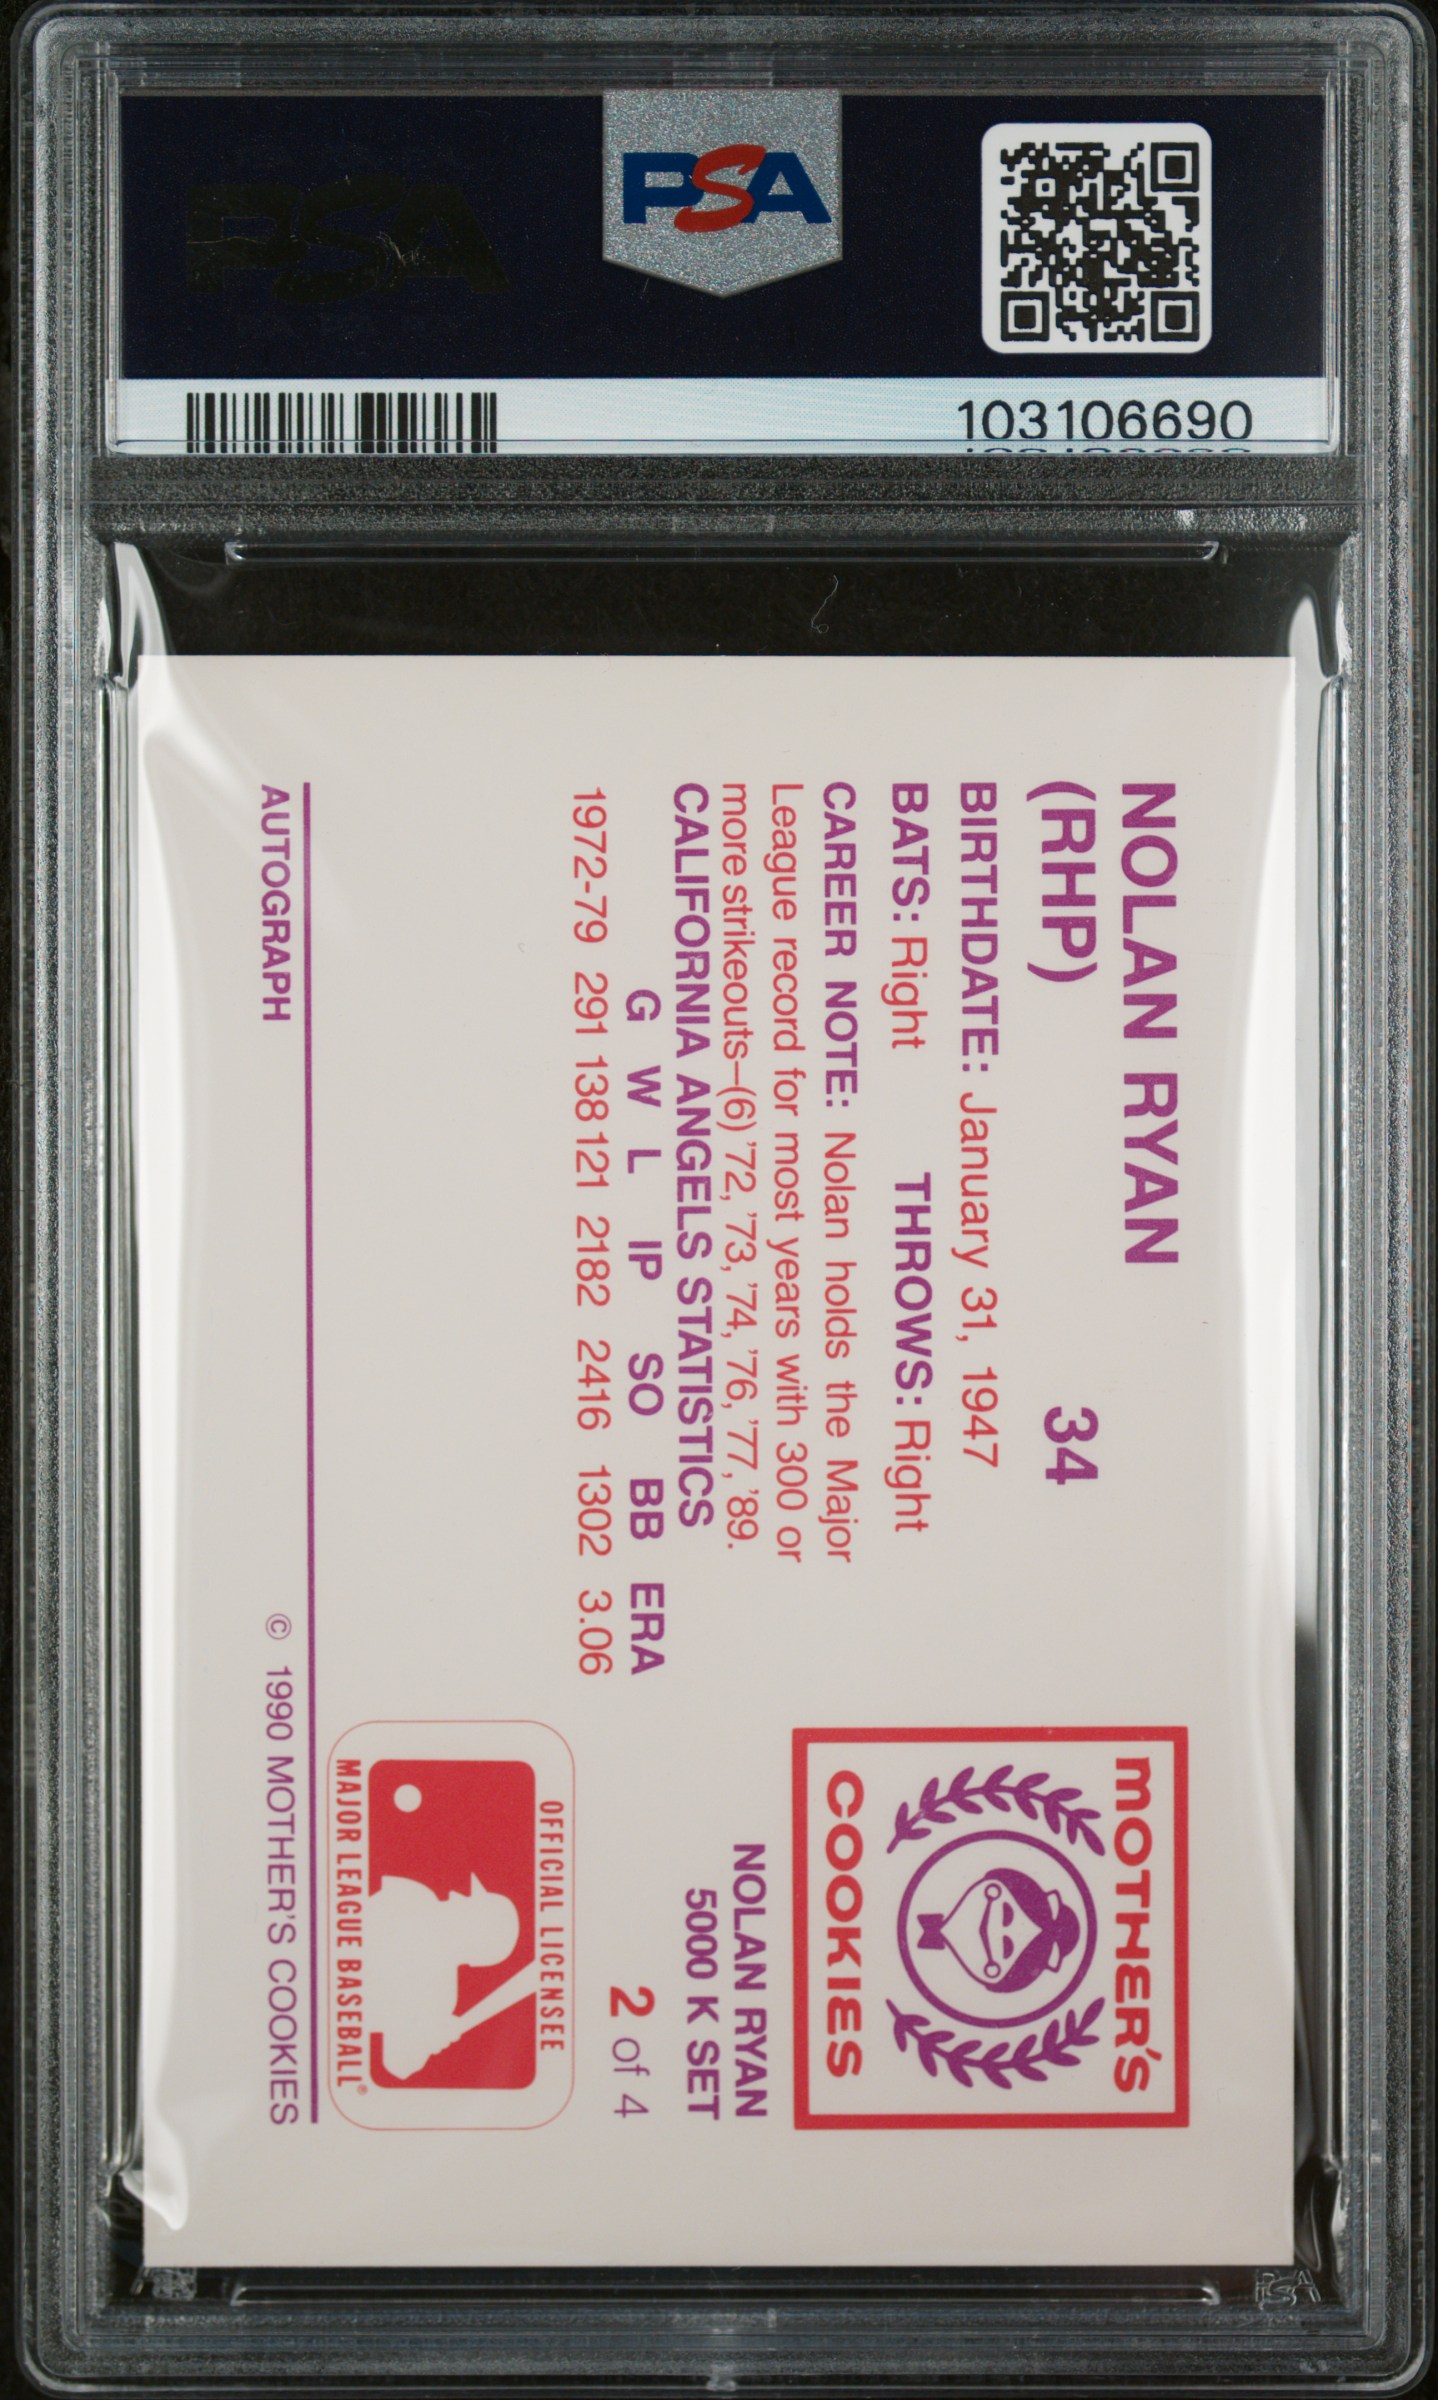 PSA
PSA
103106690
NOLAN RYAN
(RHP) 34
BIRTHDATE: January 31, 1947
BATS: Right THROWS: Right
CAREER NOTE: Nolan holds the Major
League record for most years with 300 or
more strikeouts—(6) '72, '73, '74, '76, '77, '89.
CALIFORNIA ANGELS STATISTICS
G W L IP SO BB ERA
1972-79 291 138 121 2182 2416 1302 3.06
AUTOGRAPH
MOTHER'S
COOKIES
NOLAN RYAN
5000 K SET
2 of 4
OFFICIAL LICENSEE
MAJOR LEAGUE BASEBALL®
© 1990 MOTHER'S COOKIES
PSA